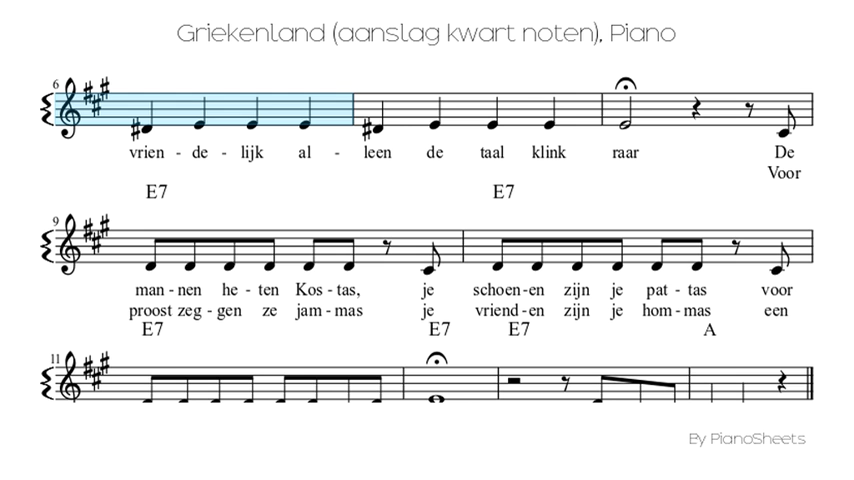 Griekenland (aanslag kwart noten), Piano
6
vrien - de - lijk al - leen de taal klink raar De
Voor
E7 E7
9
man - nen he - ten Kos - tas, je schoen - en zijn je pat - tas voor
proost zeg - gen ze jam - mas je vriend - en zijn je hom - mas een
E7 E7 E7 A
11
By PianoSheets